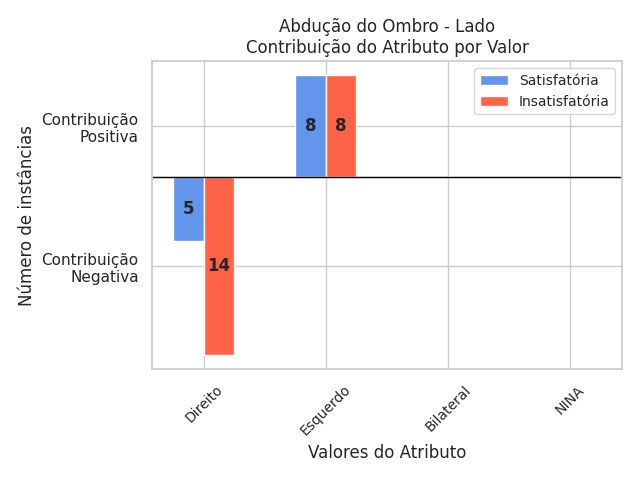 Abdução do Ombro - Lado
Contribuição do Atributo por Valor
Satisfatória
Insatisfatória
Contribuição
Positiva
Contribuição
Negativa
Número de instâncias
8
8
5
14
Direito
Esquerdo
Bilateral
NINA
Valores do Atributo